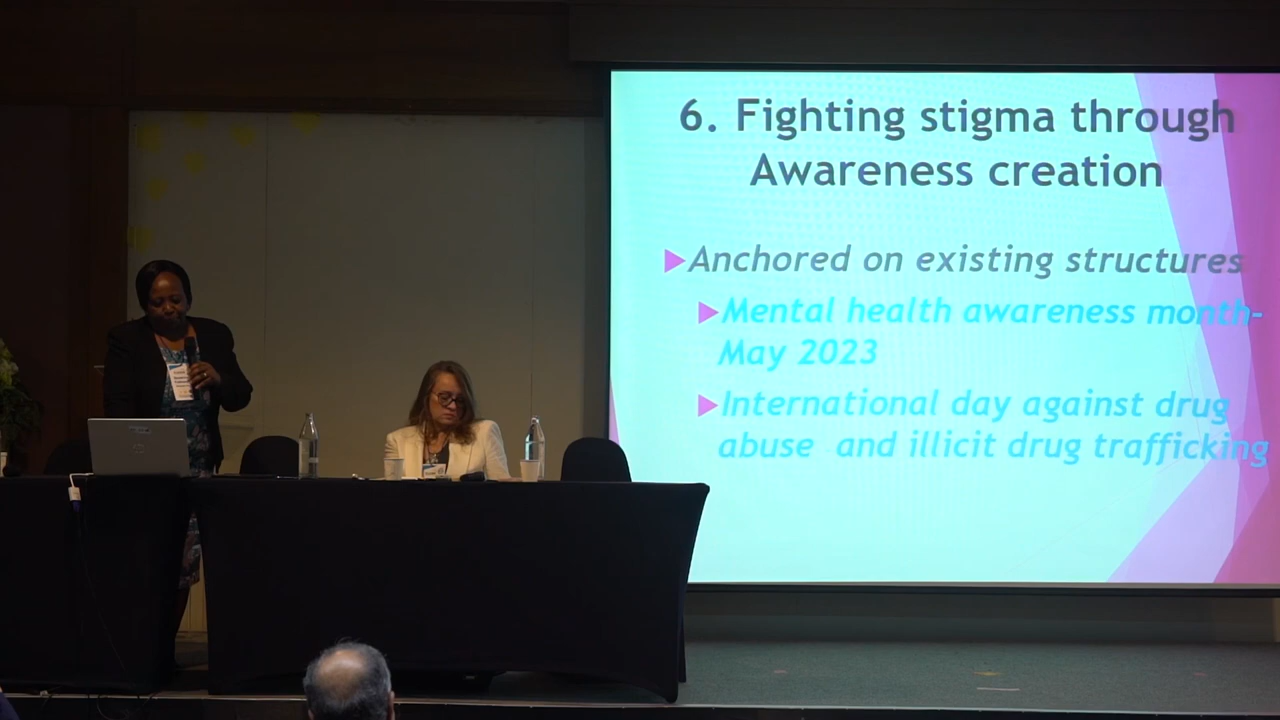 6. Fighting stigma through
Awareness creation
Anchored on existing structures
Mental health awareness month-
May 2023
International day against drug
abuse and illicit drug trafficking